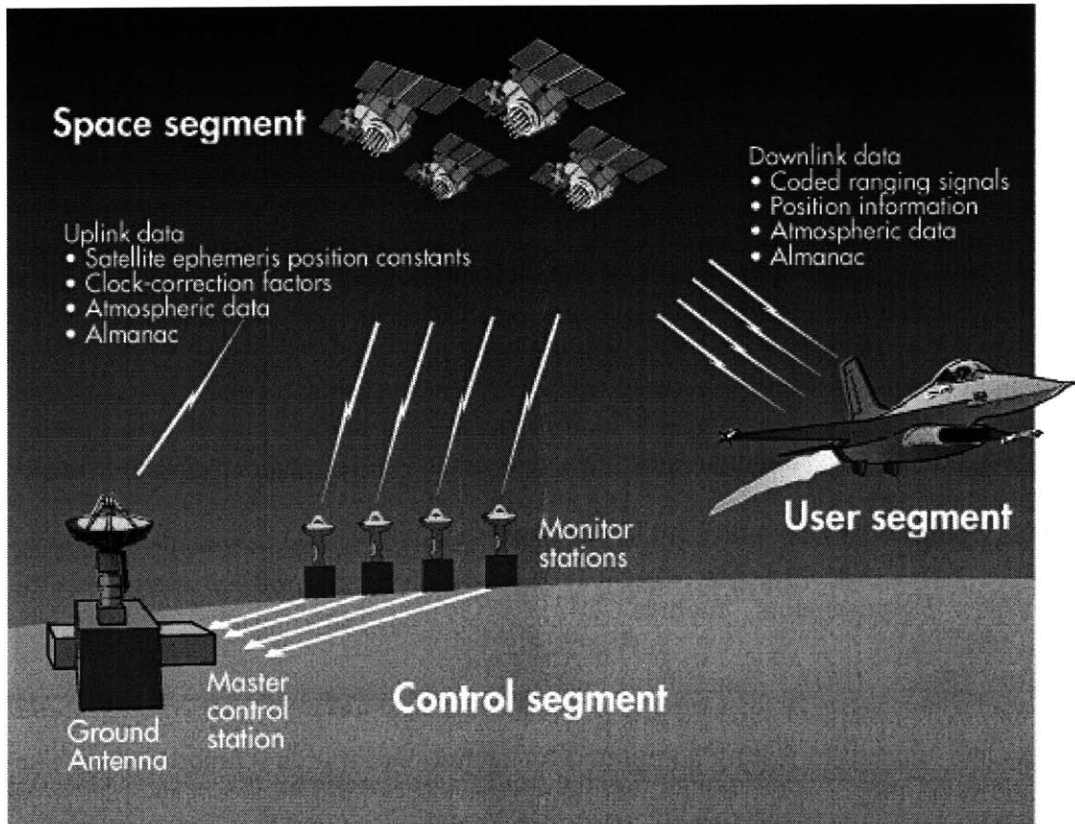 Space segment
Downlink data
• Coded ranging signals
• Position information
• Atmospheric data
• Almanac
Uplink data
• Satellite ephemeris position constants
• Clock-correction factors
• Atmospheric data
• Almanac
User segment
Monitor
stations
Master
control
station
Control segment
Ground
Antenna